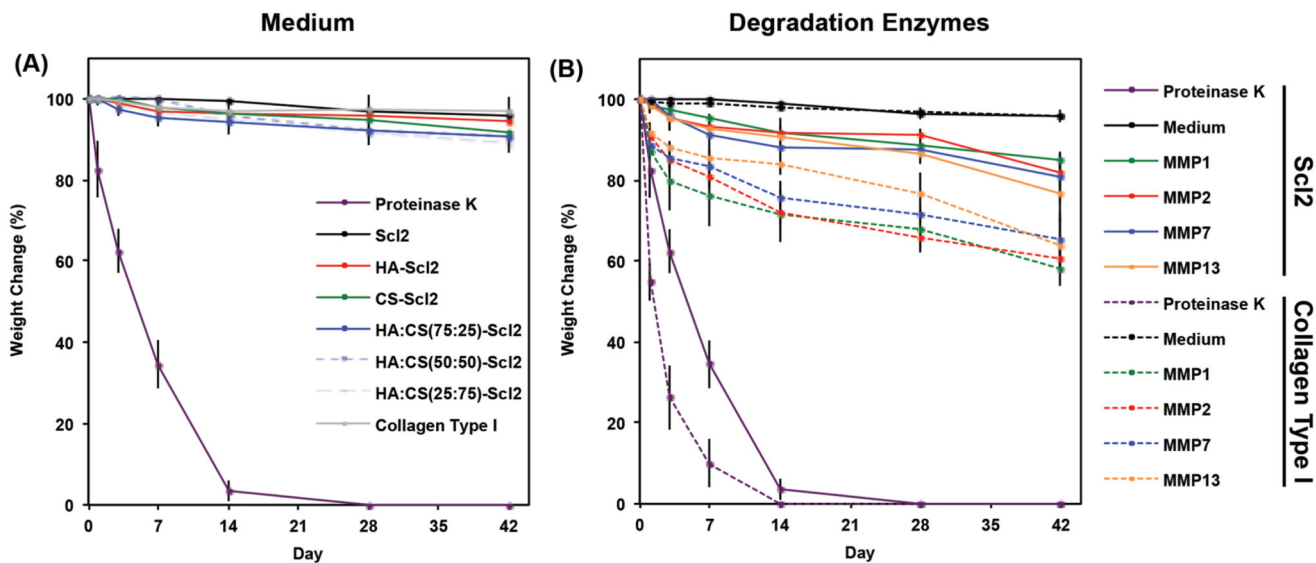 Medium
(A)
Weight Change (%)
100
80
60
40
20
0
0 7 14 21 28 35 42
Day
Proteinase K
Scl2
HA-Scl2
CS-Scl2
HA:CS(75:25)-Scl2
HA:CS(50:50)-Scl2
HA:CS(25:75)-Scl2
Collagen Type I
Degradation Enzymes
(B)
Weight Change (%)
100
80
60
40
20
0
0 7 14 21 28 35 42
Day
Proteinase K
Medium
MMP1
MMP2
MMP7
MMP13
Scl2
Proteinase K
Medium
MMP1
MMP2
MMP7
MMP13
Collagen Type I